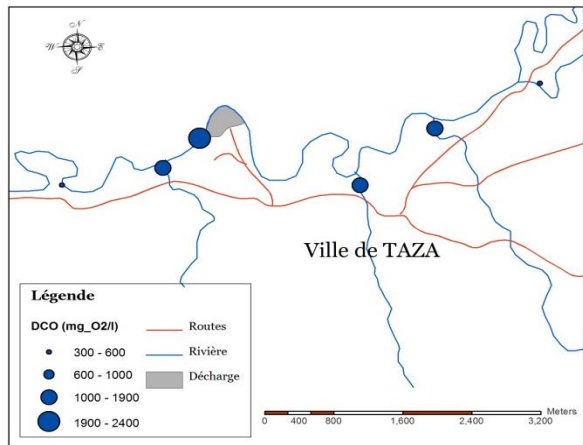 N
W E
S
Ville de TAZA
Légende
DCO (mg_O2/l)
300 - 600
600 - 1000
1000 - 1900
1900 - 2400
Routes
Rivière
Décharge
Meters
0 400 800 1,600 2,400 3,200